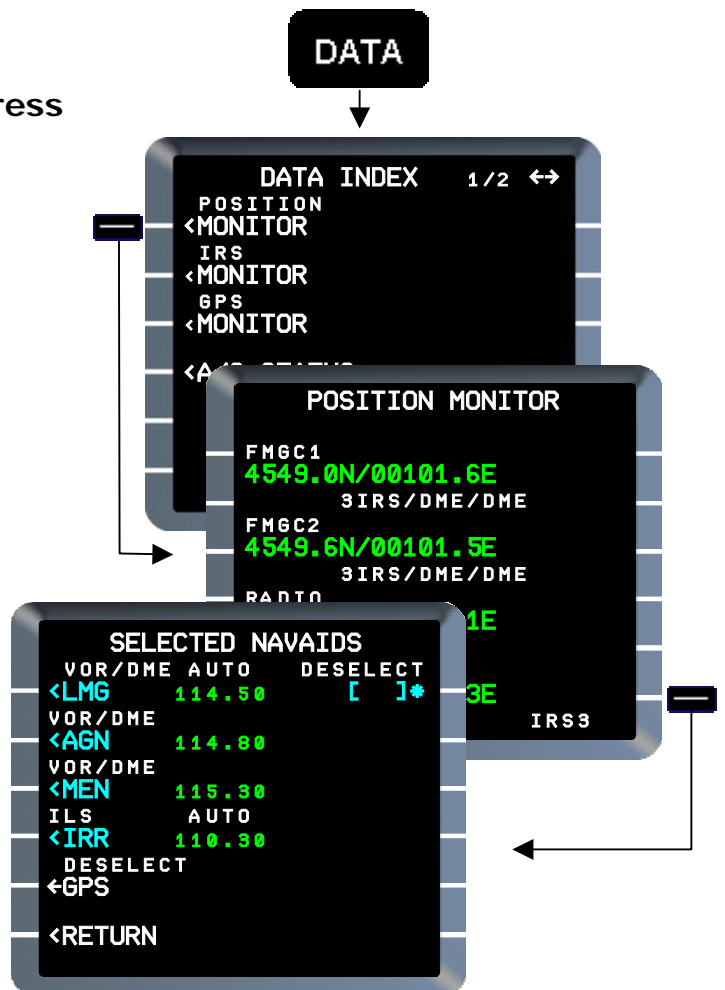 DATA
ress
DATA INDEX 1/2 ↔
POSITION
<MONITOR
IRS
<MONITOR
GPS
<MONITOR
<A/C STATUS
POSITION MONITOR
FMGC1
4549.0N/00101.6E
3IRS/DME/DME
FMGC2
4549.6N/00101.5E
3IRS/DME/DME
RADIO
1E
3E
IRS3
SELECTED NAVAIDS
VOR/DME AUTO DESELECT
<LMG 114.50 [ ]*
VOR/DME
<AGN 114.80
VOR/DME
<MEN 115.30
ILS AUTO
<IRR 110.30
DESELECT
←GPS
<RETURN